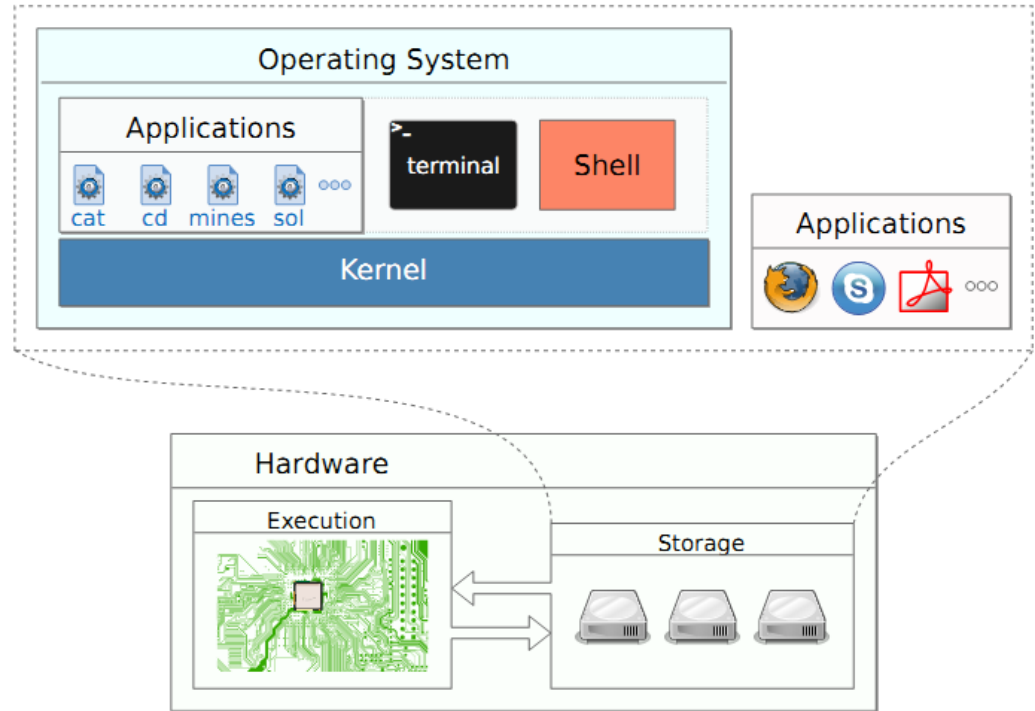 Operating System
Applications
>_
terminal
Shell
cat cd mines sol
Kernel
Applications
S
Hardware
Execution
Storage